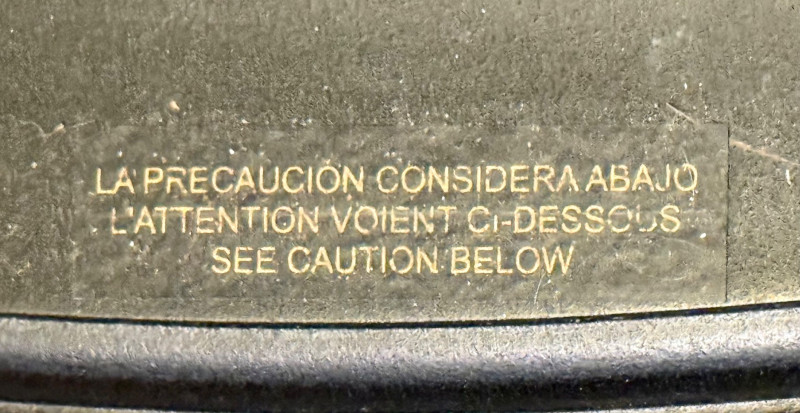 LA PRECAUCIÓN CONSIDERA ABAJO
L'ATTENTION VOIENT CI-DESSOUS
SEE CAUTION BELOW